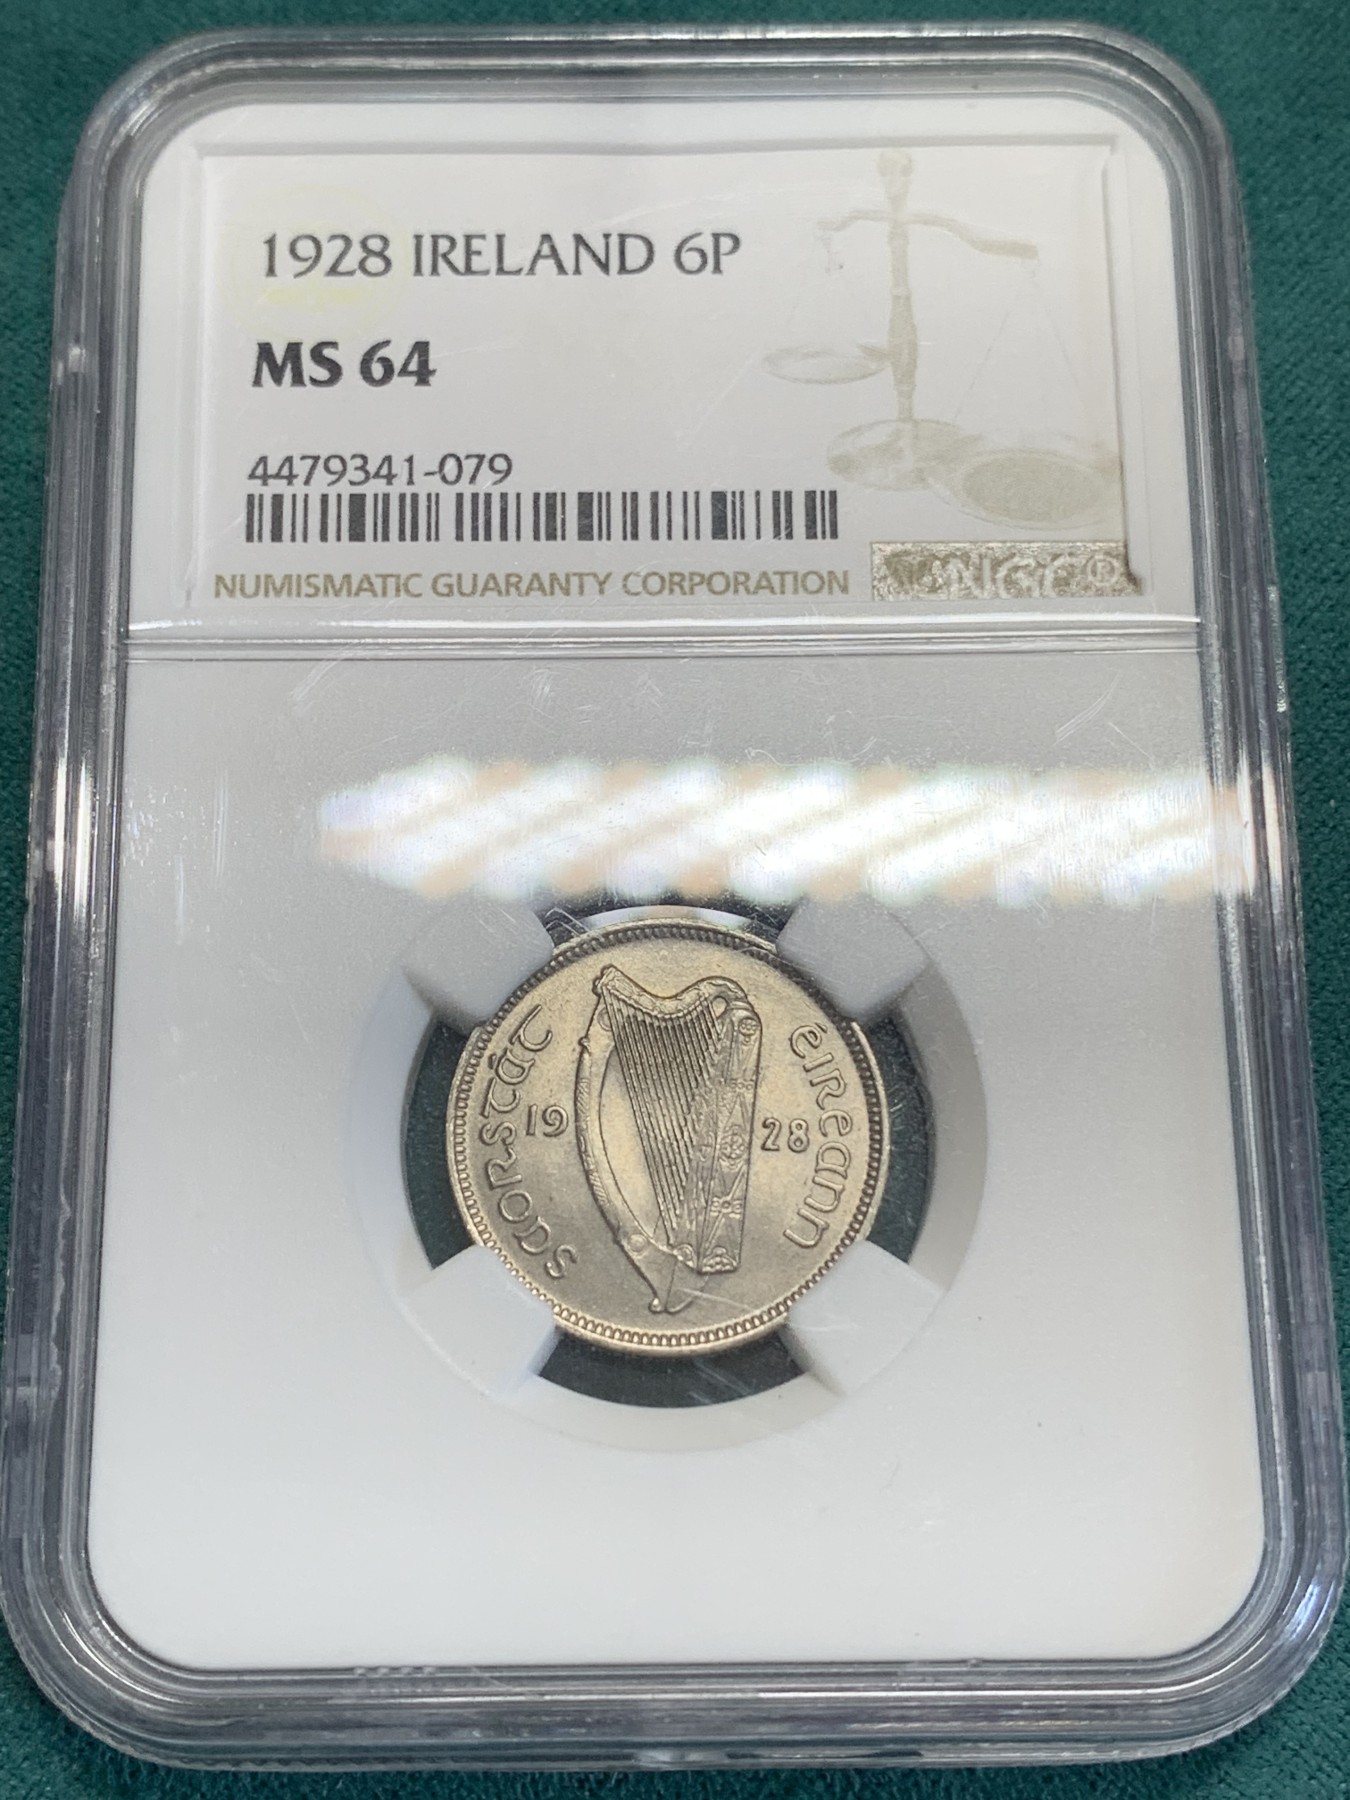 1928 IRELAND 6P
MS 64
4479341-079
NUMISMATIC GUARANTY CORPORATION NGC®
saorstát
éireann
19 28